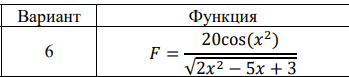 Вариант Функция
6 F = 20cos(x²) / √(2x² − 5x + 3)